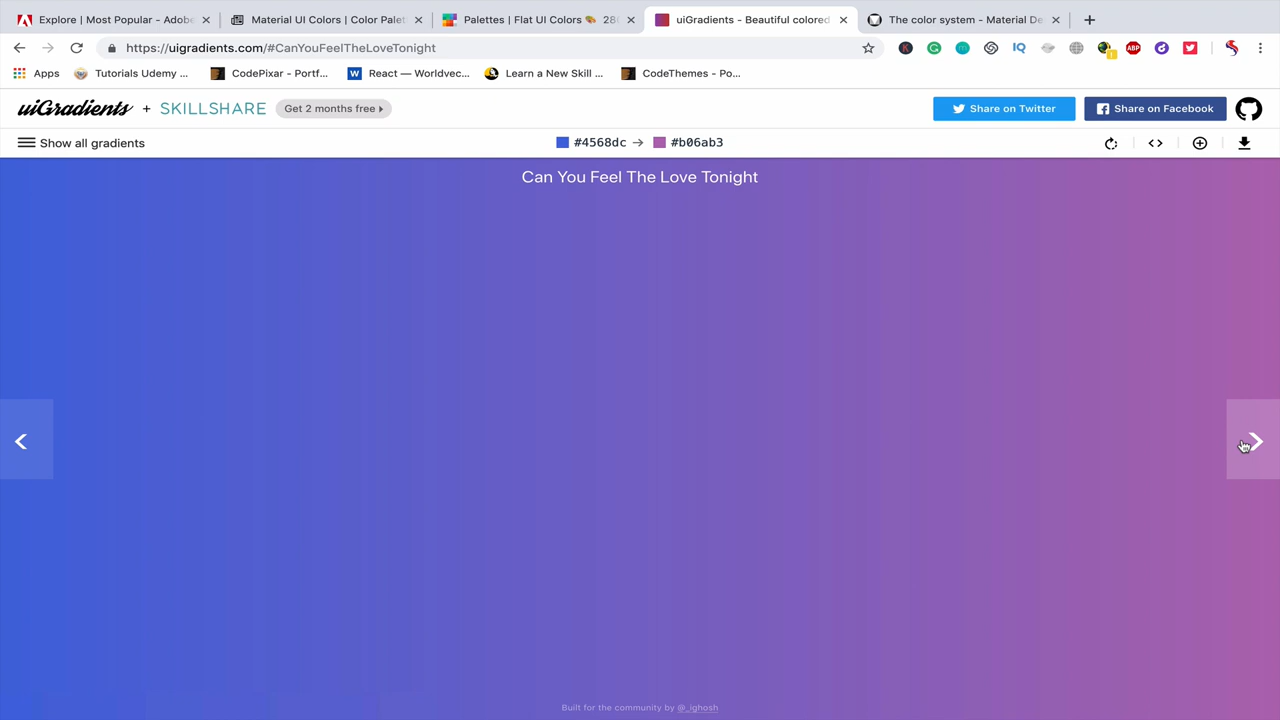 Explore | Most Popular - Adobe
Material UI Colors | Color Palet
Palettes | Flat UI Colors 🎨 280
uiGradients - Beautiful colored
The color system - Material De
https://uigradients.com/#CanYouFeelTheLoveTonight
IQ
ABP
Apps
Tutorials Udemy ...
CodePixar - Portf...
W
React — Worldvec...
Learn a New Skill ...
CodeThemes - Po...
uiGradients + SKILLSHARE
Get 2 months free
Share on Twitter
Share on Facebook
Show all gradients
#4568dc → #b06ab3
Can You Feel The Love Tonight
Built for the community by @_ighosh